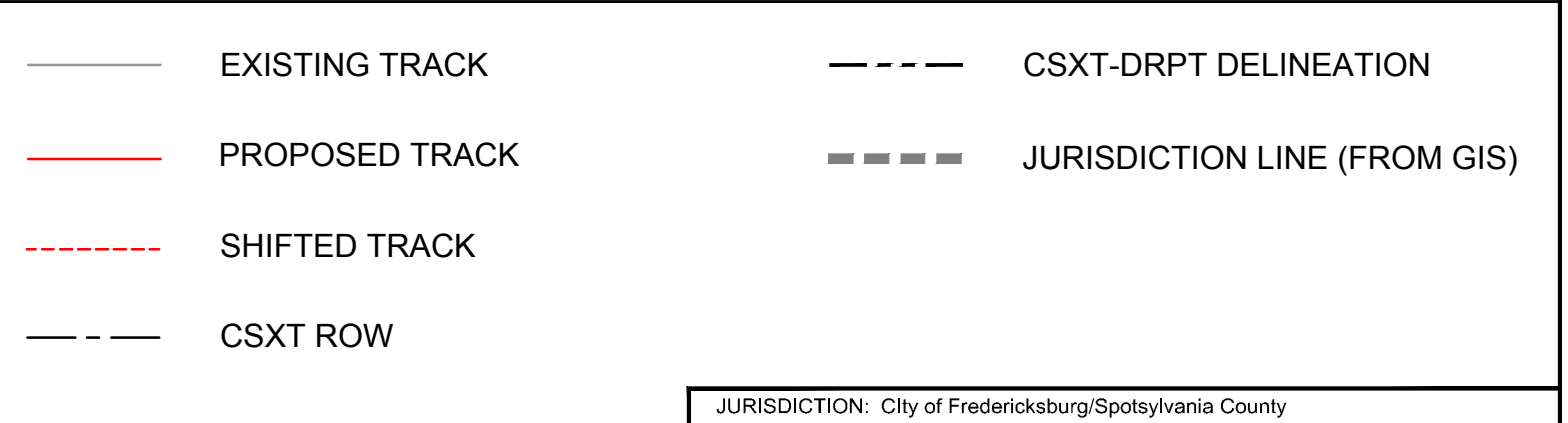 EXISTING TRACK
PROPOSED TRACK
SHIFTED TRACK
CSXT ROW
CSXT-DRPT DELINEATION
JURISDICTION LINE (FROM GIS)
JURISDICTION: CIty of Fredericksburg/Spotsylvania County